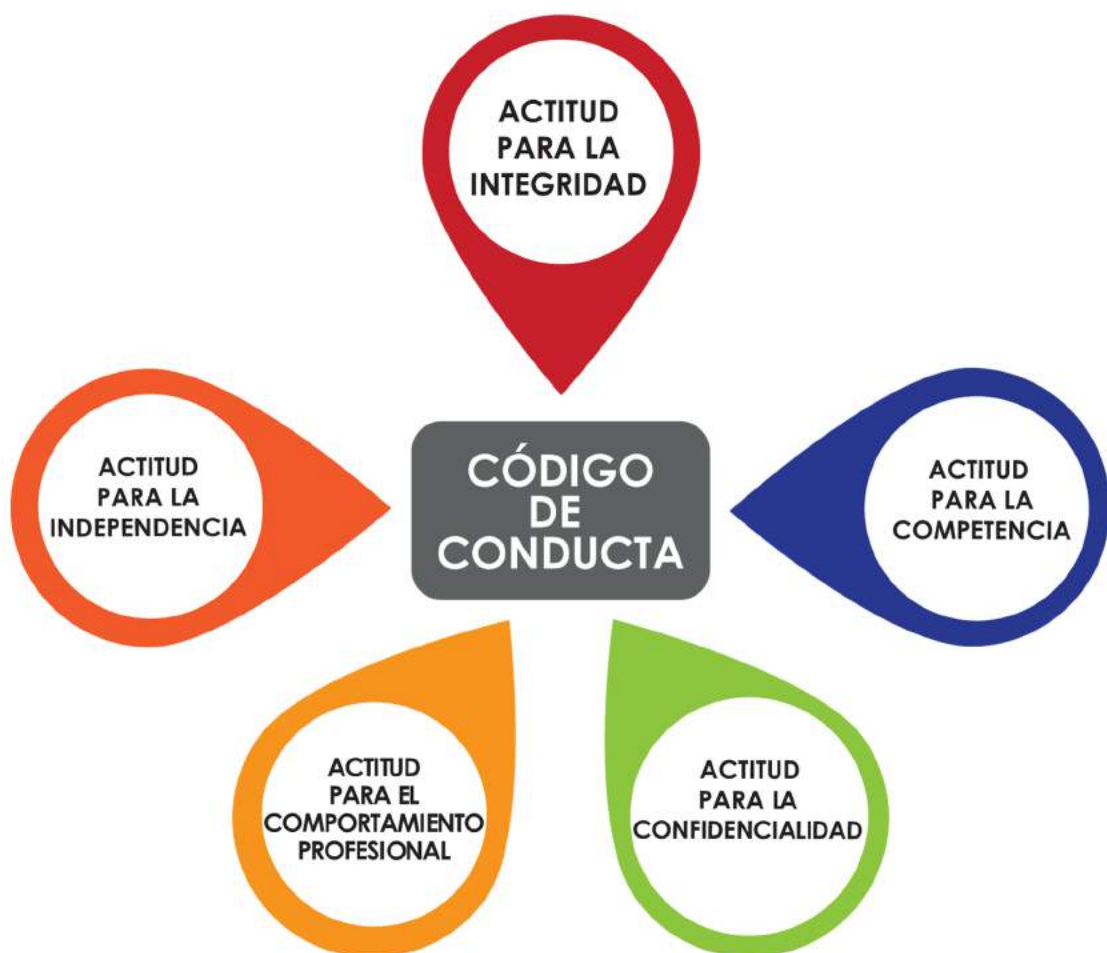 ACTITUD
PARA LA
INTEGRIDAD
ACTITUD
PARA LA
INDEPENDENCIA
CÓDIGO
DE
CONDUCTA
ACTITUD
PARA LA
COMPETENCIA
ACTITUD
PARA EL
COMPORTAMIENTO
PROFESIONAL
ACTITUD
PARA LA
CONFIDENCIALIDAD